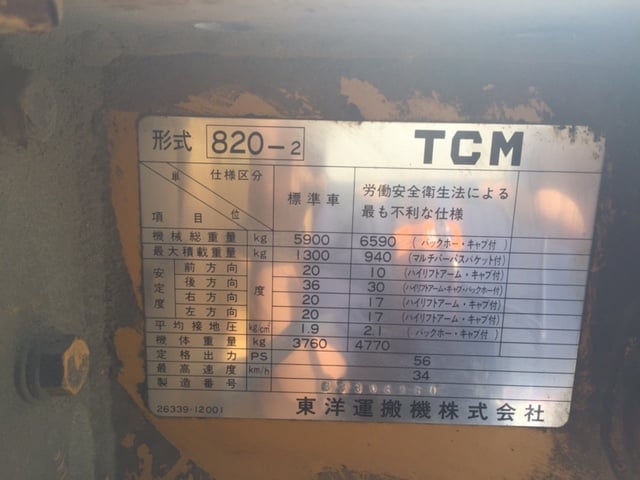 形式 820-2 TCM
単位 仕様区分 項目 標準車 労働安全衛生法による
最も不利な仕様
機械総重量 kg 5900 6590 (バックホー・キャブ付)
最大積載重量 kg 1300 940 (マルチパーパスバケット付)
安定度 前方向 度 20 10 (ハイリフトアーム・キャブ付)
後方向 36 30 (ハイリフトアーム・キャブ・バックホー付)
右方向 20 17 (ハイリフトアーム・キャブ付)
左方向 20 17 (ハイリフトアーム・キャブ付)
平均接地圧 kg/cm² 1.9 2.1 (バックホー・キャブ付)
機体重量 kg 3760 4770
定格出力 PS 56
最高速度 km/h 34
製造番号
26339-12001 東洋運搬機株式会社